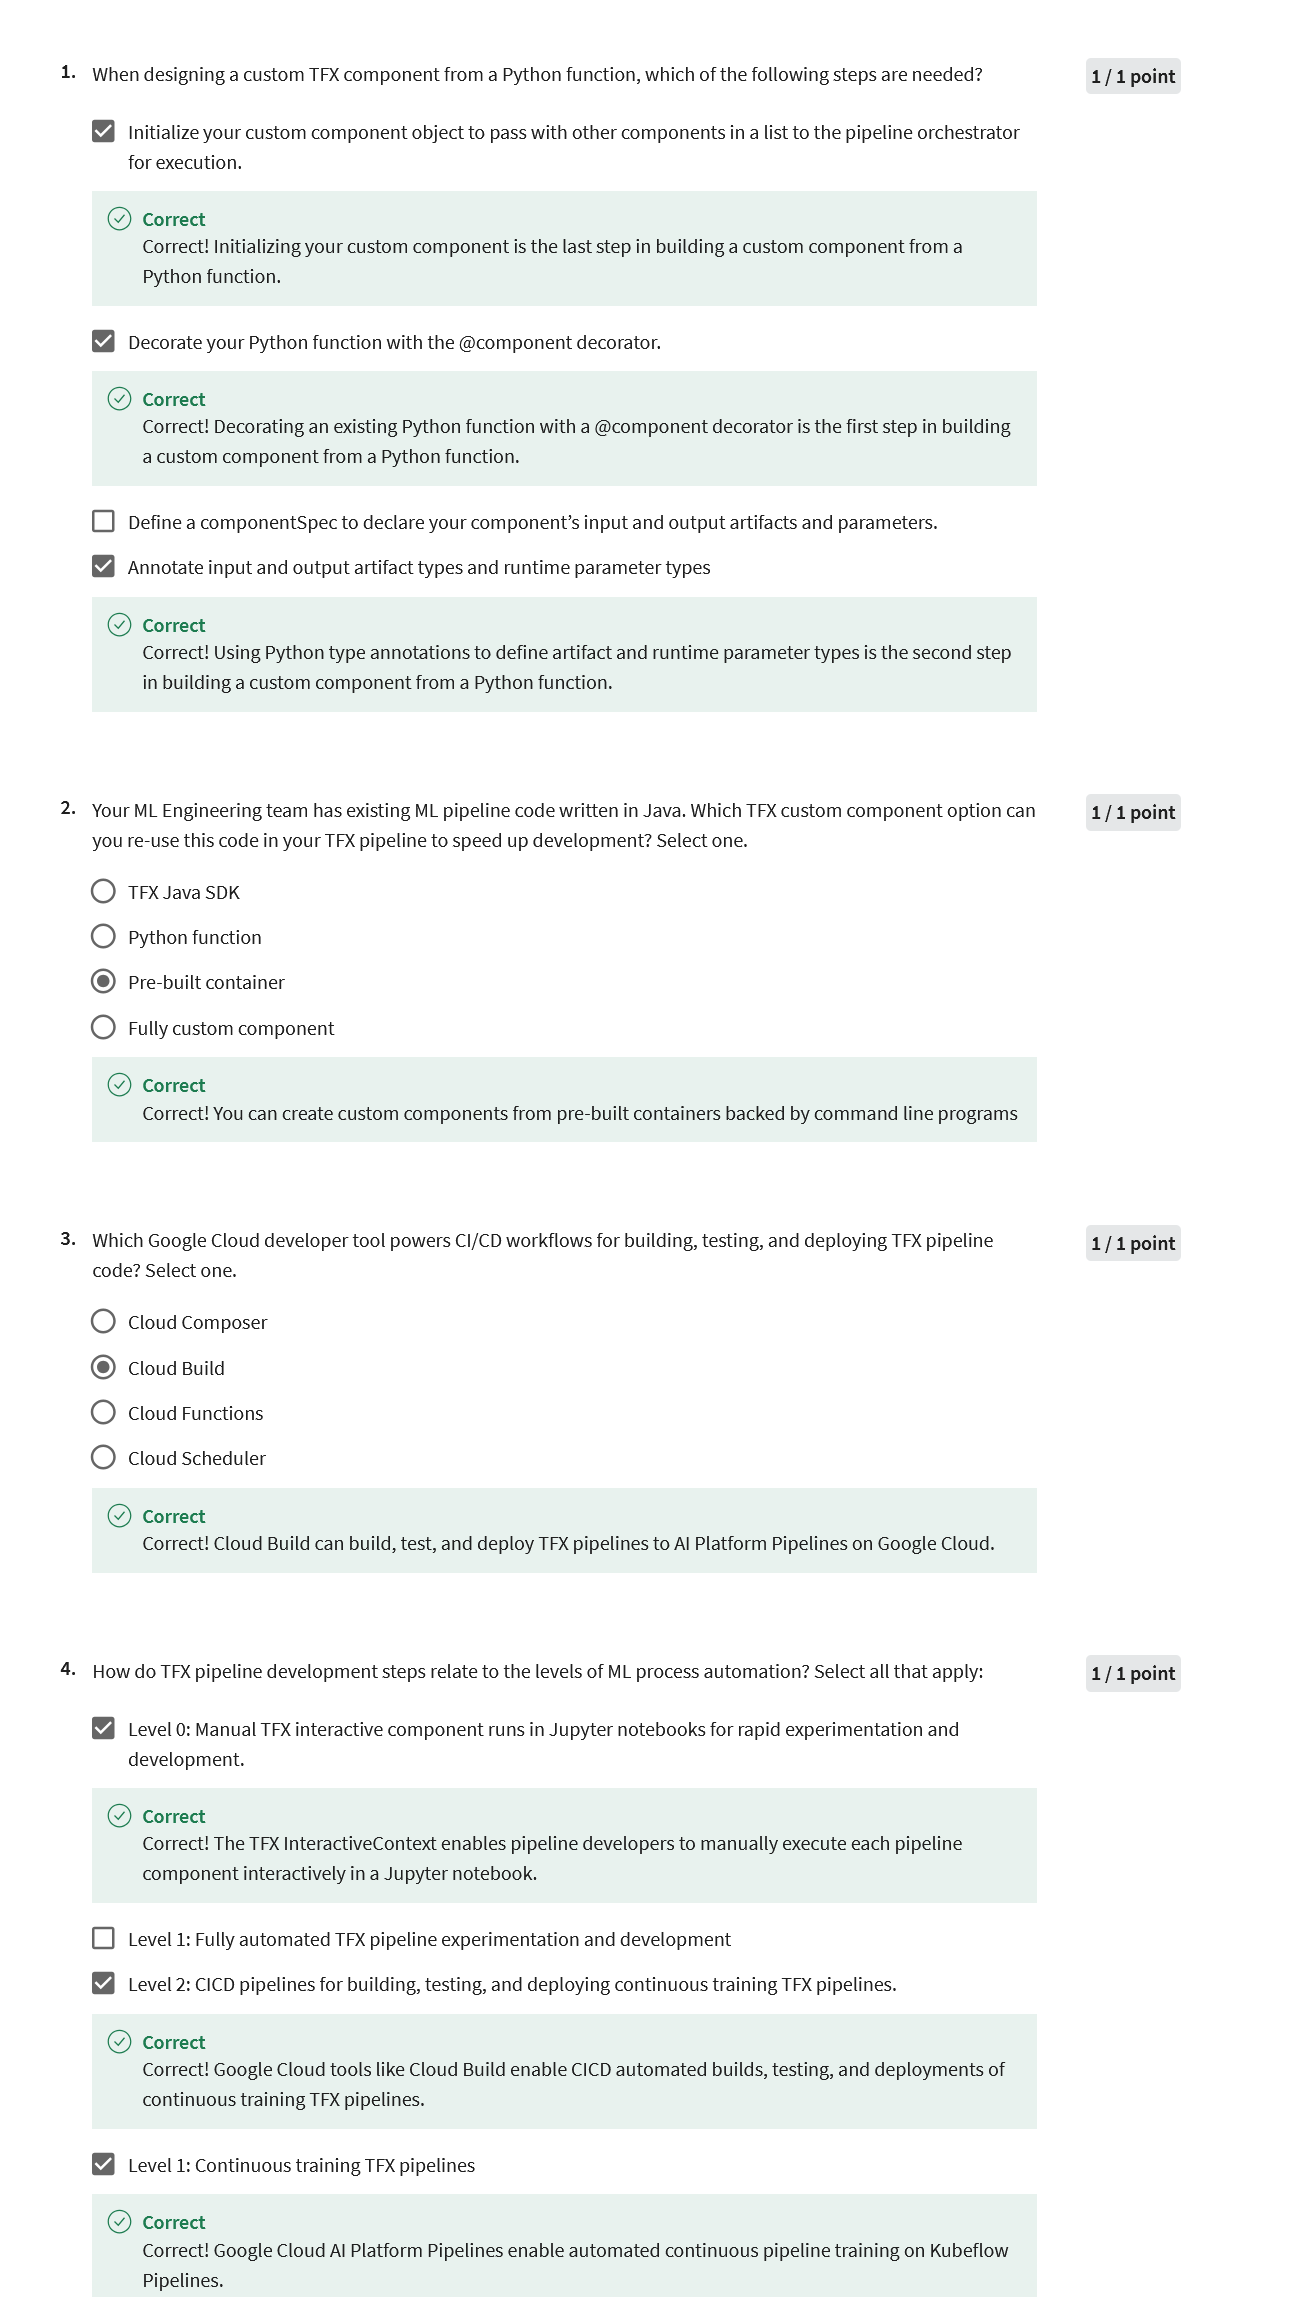 1. When designing a custom TFX component from a Python function, which of the following steps are needed?
1 / 1 point
Initialize your custom component object to pass with other components in a list to the pipeline orchestrator
for execution.
Correct
Correct! Initializing your custom component is the last step in building a custom component from a
Python function.
Decorate your Python function with the @component decorator.
Correct
Correct! Decorating an existing Python function with a @component decorator is the first step in building
a custom component from a Python function.
Define a componentSpec to declare your component’s input and output artifacts and parameters.
Annotate input and output artifact types and runtime parameter types
Correct
Correct! Using Python type annotations to define artifact and runtime parameter types is the second step
in building a custom component from a Python function.
2. Your ML Engineering team has existing ML pipeline code written in Java. Which TFX custom component option can
1 / 1 point
you re-use this code in your TFX pipeline to speed up development? Select one.
TFX Java SDK
Python function
Pre-built container
Fully custom component
Correct
Correct! You can create custom components from pre-built containers backed by command line programs
3. Which Google Cloud developer tool powers CI/CD workflows for building, testing, and deploying TFX pipeline
1 / 1 point
code? Select one.
Cloud Composer
Cloud Build
Cloud Functions
Cloud Scheduler
Correct
Correct! Cloud Build can build, test, and deploy TFX pipelines to AI Platform Pipelines on Google Cloud.
4. How do TFX pipeline development steps relate to the levels of ML process automation? Select all that apply:
1 / 1 point
Level 0: Manual TFX interactive component runs in Jupyter notebooks for rapid experimentation and
development.
Correct
Correct! The TFX InteractiveContext enables pipeline developers to manually execute each pipeline
component interactively in a Jupyter notebook.
Level 1: Fully automated TFX pipeline experimentation and development
Level 2: CICD pipelines for building, testing, and deploying continuous training TFX pipelines.
Correct
Correct! Google Cloud tools like Cloud Build enable CICD automated builds, testing, and deployments of
continuous training TFX pipelines.
Level 1: Continuous training TFX pipelines
Correct
Correct! Google Cloud AI Platform Pipelines enable automated continuous pipeline training on Kubeflow
Pipelines.